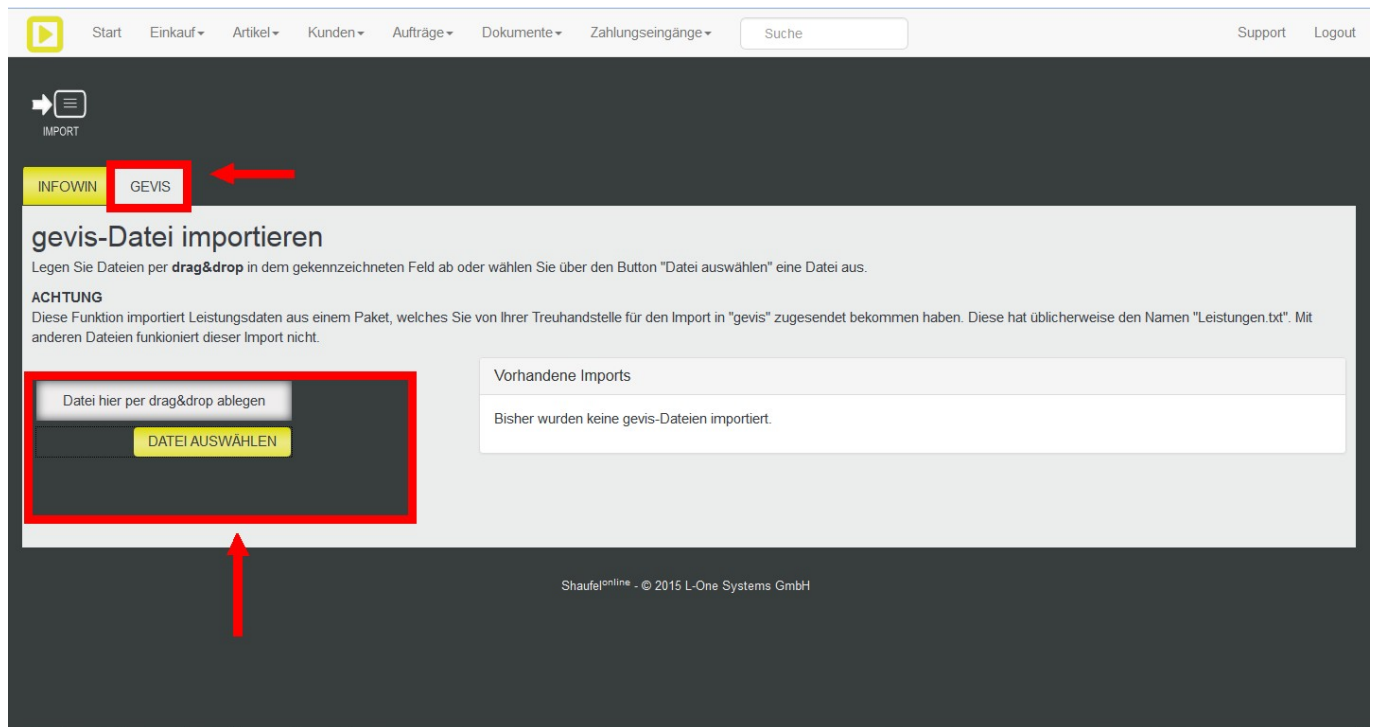 Start Einkauf Artikel Kunden Aufträge Dokumente Zahlungseingänge Suche Support Logout
IMPORT
INFOWIN GEVIS
gevis-Datei importieren
Legen Sie Dateien per drag&drop in dem gekennzeichneten Feld ab oder wählen Sie über den Button "Datei auswählen" eine Datei aus.
ACHTUNG
Diese Funktion importiert Leistungsdaten aus einem Paket, welches Sie von Ihrer Treuhandstelle für den Import in "gevis" zugesendet bekommen haben. Diese hat üblicherweise den Namen "Leistungen.txt". Mit
anderen Dateien funkioniert dieser Import nicht.
Datei hier per drag&drop ablegen
DATEI AUSWÄHLEN
Vorhandene Imports
Bisher wurden keine gevis-Dateien importiert.
Shaufelonline - © 2015 L-One Systems GmbH